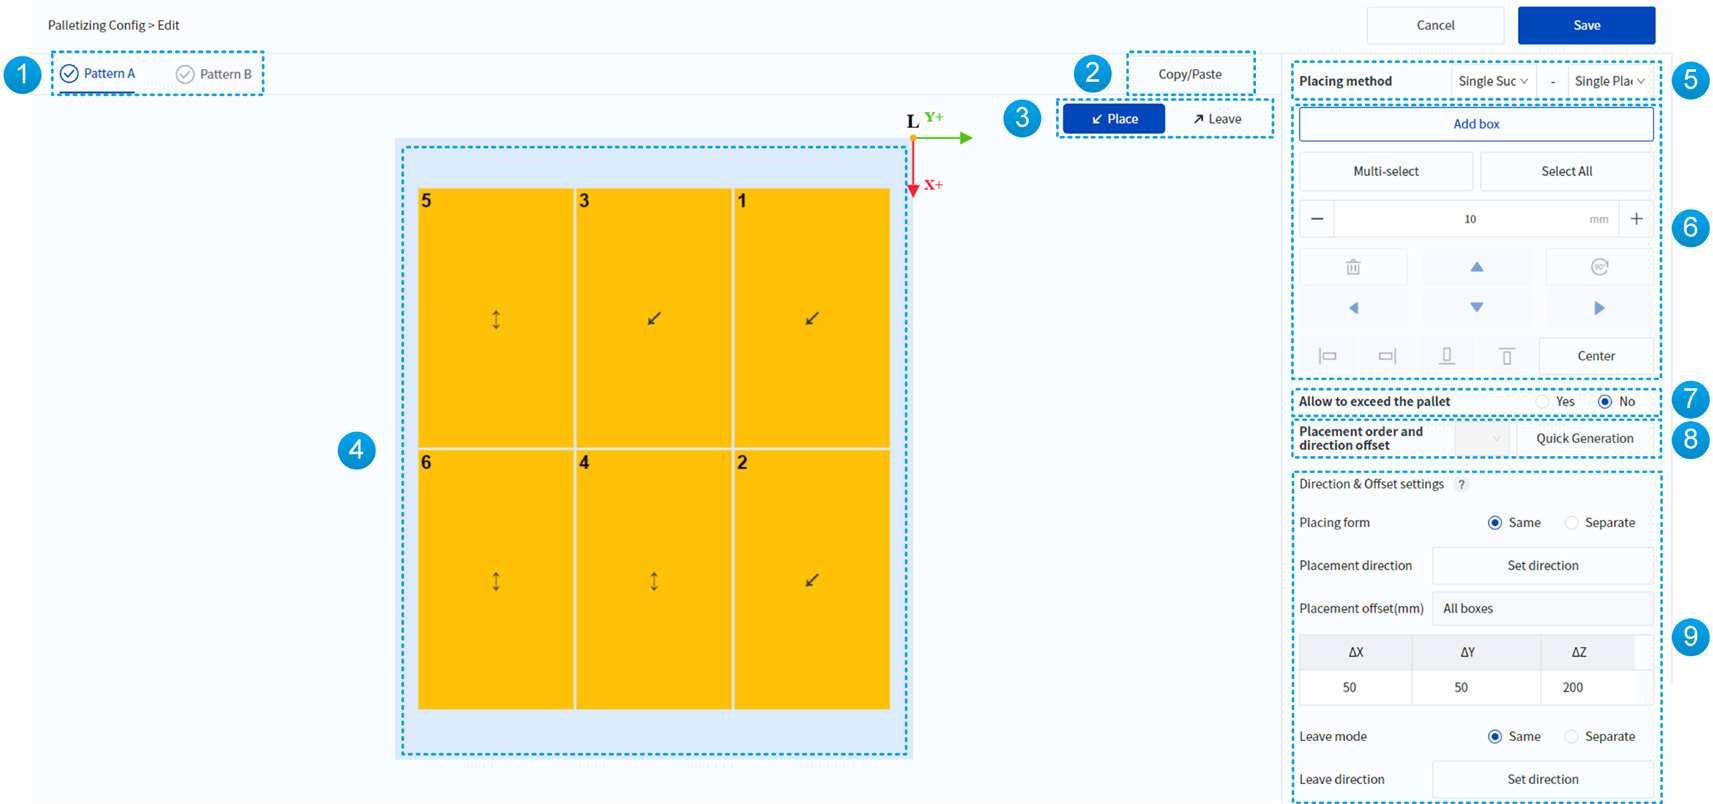 Palletizing Config > Edit
Cancel
Save
1
Pattern A
Pattern B
2
Copy/Paste
3
Place
Leave
L
Y+
X+
5
3
1
6
4
2
4
Placing method
Single Suc
-
Single Pla
5
Add box
Multi-select
Select All
10
mm
90°
Center
6
Allow to exceed the pallet
Yes
No
7
Placement order and
direction offset
Quick Generation
8
Direction & Offset settings ?
Placing form
Same
Separate
Placement direction
Set direction
Placement offset(mm)
All boxes
ΔX
ΔY
ΔZ
50
50
200
9
Leave mode
Same
Separate
Leave direction
Set direction